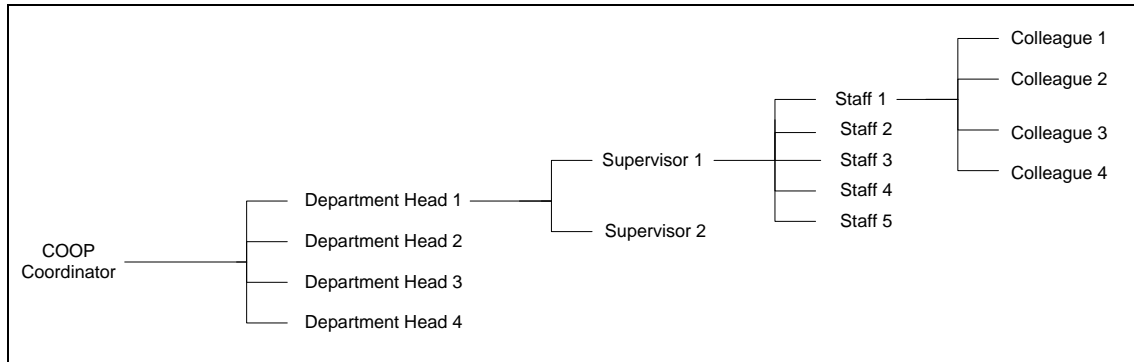 COOP
Coordinator
Department Head 1
Department Head 2
Department Head 3
Department Head 4
Supervisor 1
Supervisor 2
Staff 1
Staff 2
Staff 3
Staff 4
Staff 5
Colleague 1
Colleague 2
Colleague 3
Colleague 4